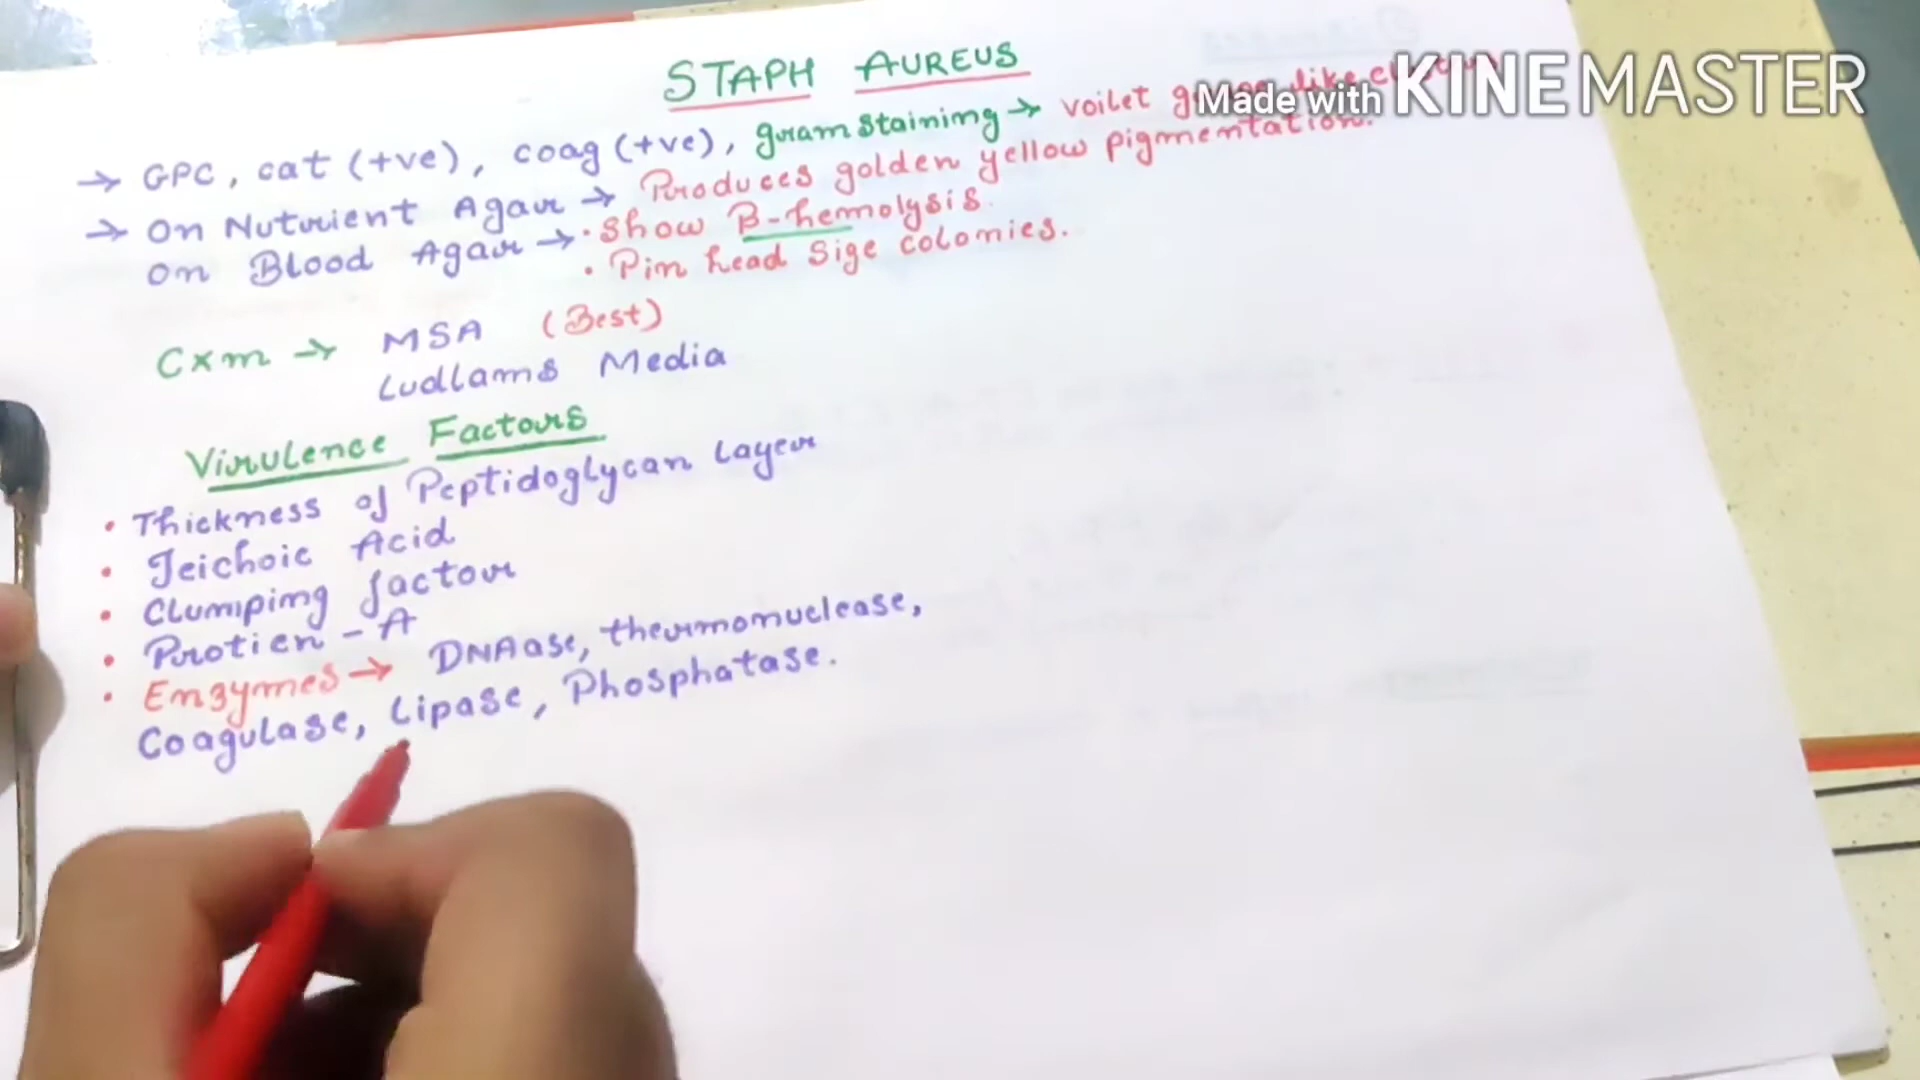 STAPH AUREUS
Made with KINEMASTER
→ GPC, cat (+ve), coag (+ve), gram staining → voilet like
→ On Nutrient Agar → Produces golden yellow pigmentation.
On Blood Agar → • Show B-hemolysis.
• Pin head Size colonies.
Cxm → MSA (Best)
Ludlams Media
Virulence Factors
• Thickness of Peptidoglycan Layer
• Teichoic Acid
• Clumping factor
• Protien - A
• Enzymes → DNAase, thermonuclease,
Coagulase, Lipase, Phosphatase.